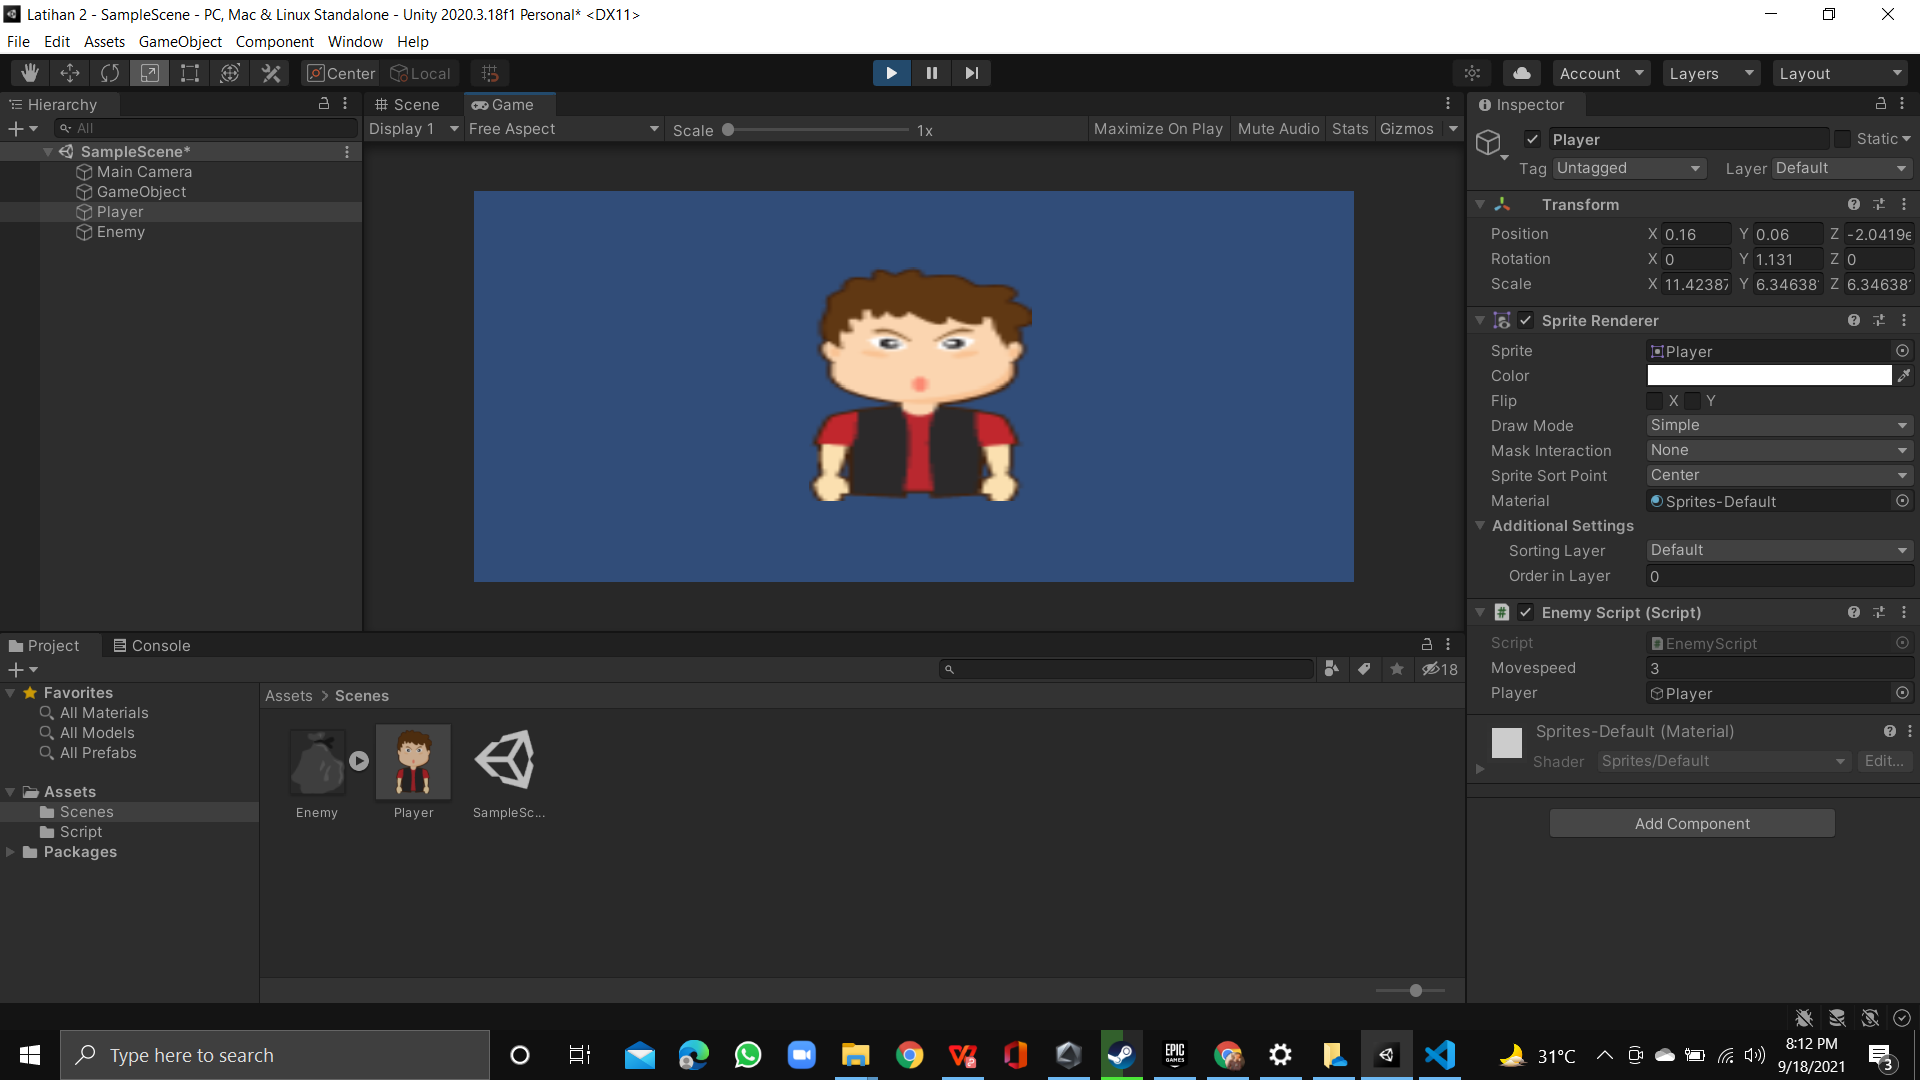 Latihan 2 - SampleScene - PC, Mac & Linux Standalone - Unity 2020.3.18f1 Personal* <DX11>
File Edit Assets GameObject Component Window Help
Center Local Account Layers Layout
Hierarchy
All
SampleScene*
Main Camera
GameObject
Player
Enemy
Scene Game
Display 1 Free Aspect Scale 1x Maximize On Play Mute Audio Stats Gizmos
Inspector
Player Static
Tag Untagged Layer Default
Transform
Position X 0.16 Y 0.06 Z -2.0419e
Rotation X 0 Y 1.131 Z 0
Scale X 11.42387 Y 6.34638 Z 6.346381
Sprite Renderer
Sprite Player
Color
Flip X Y
Draw Mode Simple
Mask Interaction None
Sprite Sort Point Center
Material Sprites-Default
Additional Settings
Sorting Layer Default
Order in Layer 0
Enemy Script (Script)
Script EnemyScript
Movespeed 3
Player Player
Sprites-Default (Material)
Shader Sprites/Default Edit...
Add Component
Project Console
18
Favorites
All Materials
All Models
All Prefabs
Assets
Scenes
Script
Packages
Assets > Scenes
Enemy Player SampleSc...
Type here to search
EPIC
GAMES
31°C
8:12 PM
9/18/2021
3